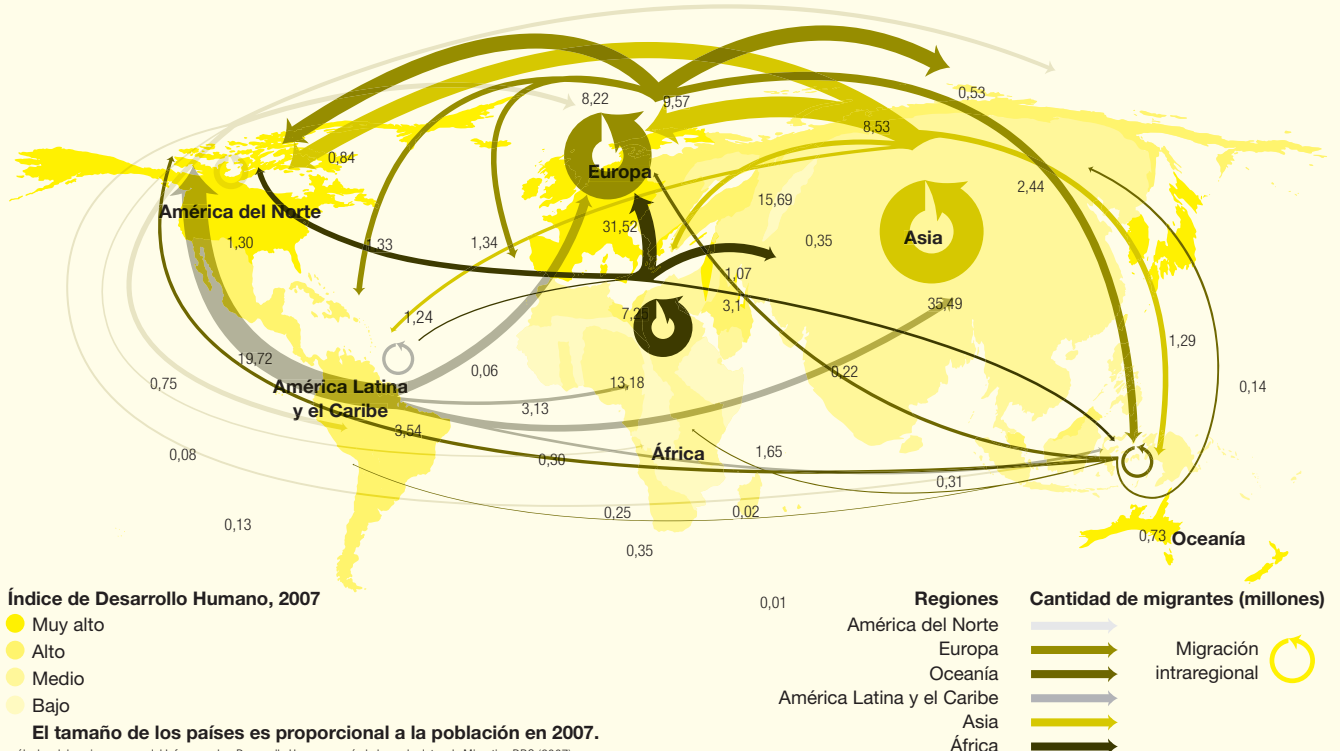 0,53
8,22
9,57
8,53
0,84
Europa
2,44
15,69
América del Norte
31,52
0,35
Asia
1,30
1,33
1,34
1,07
35,49
3,1
1,24
1,29
19,72
0,06
0,22
0,75
América Latina
y el Caribe
13,18
0,14
3,13
3,54
0,30
África
1,65
0,08
0,31
0,25
0,02
0,13
0,73
Oceanía
0,35
0,01
Índice de Desarrollo Humano, 2007
Muy alto
Alto
Medio
Bajo
El tamaño de los países es proporcional a la población en 2007.
Regiones
Cantidad de migrantes (millones)
América del Norte
Europa
Oceanía
América Latina y el Caribe
Asia
África
Migración
intraregional